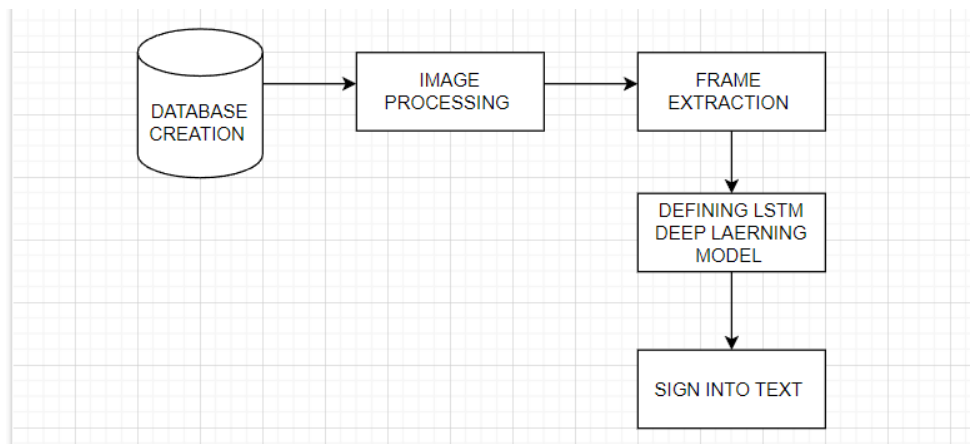 DATABASE
CREATION
IMAGE
PROCESSING
FRAME
EXTRACTION
DEFINING LSTM
DEEP LAERNING
MODEL
SIGN INTO TEXT